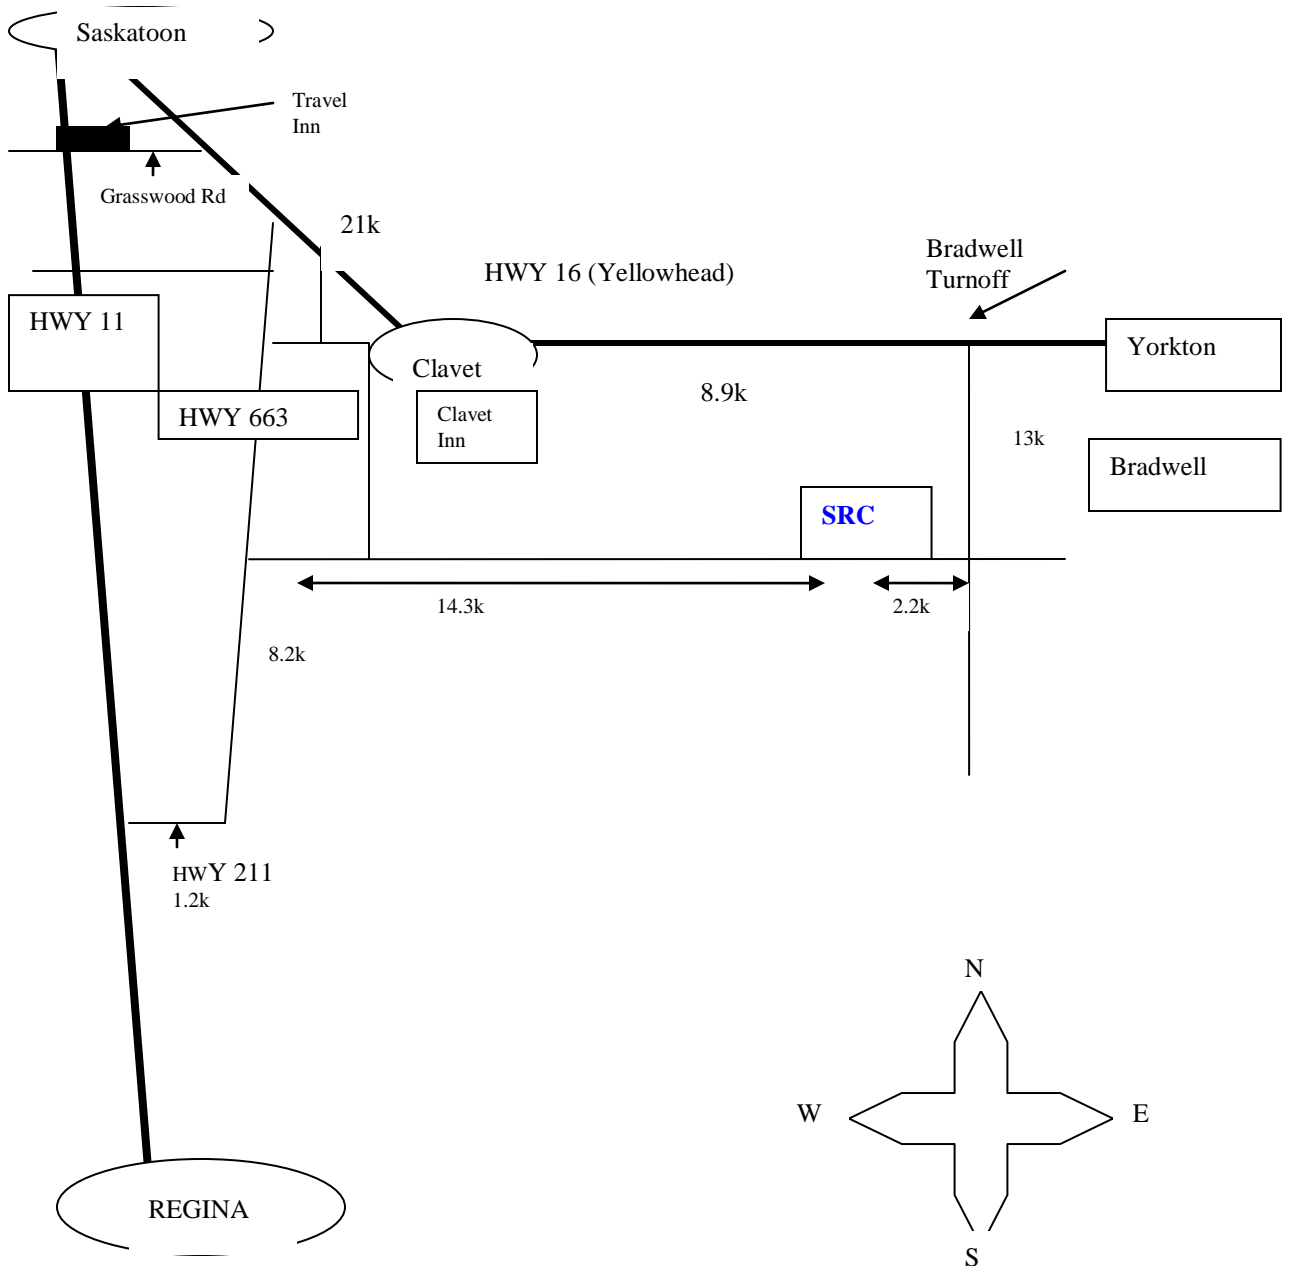 Saskatoon
Travel
Inn
Grasswood Rd
21k
Bradwell
Turnoff
HWY 16 (Yellowhead)
HWY 11
Yorkton
Clavet
8.9k
HWY 663
Clavet
Inn
13k
Bradwell
SRC
14.3k
2.2k
8.2k
HWY 211
1.2k
N
W
E
REGINA
S